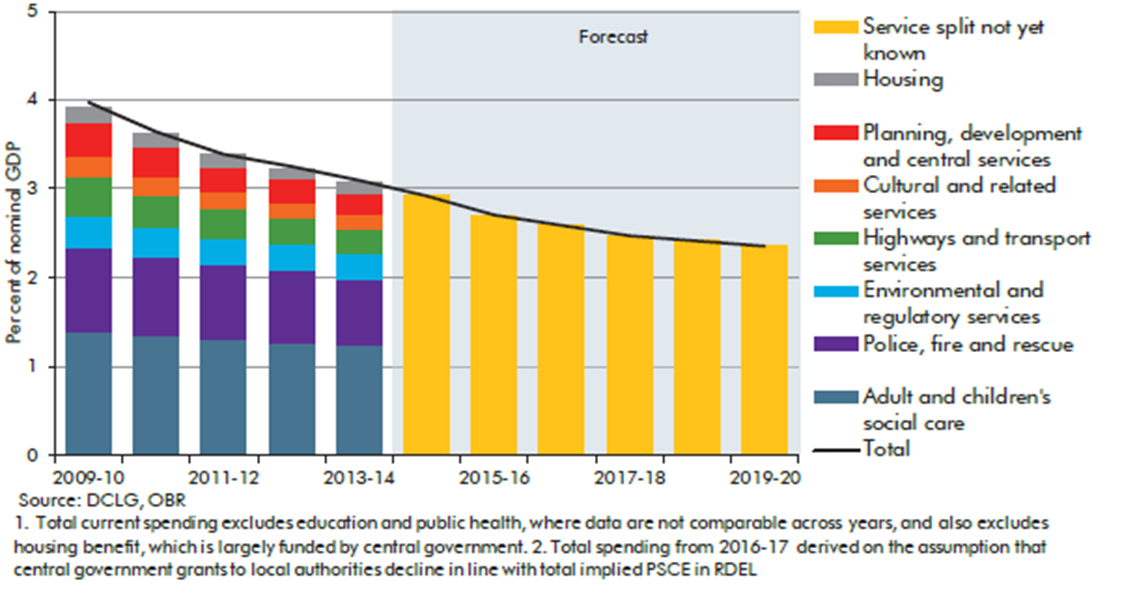 5
4
3
2
1
0
Percent of nominal GDP
Forecast
2009-10
2011-12
2013-14
2015-16
2017-18
2019-20
Service split not yet
known
Housing
Planning, development
and central services
Cultural and related
services
Highways and transport
services
Environmental and
regulatory services
Police, fire and rescue
Adult and children's
social care
Total
Source: DCLG, OBR
1. Total current spending excludes education and public health, where data are not comparable across years, and also excludes
housing benefit, which is largely funded by central government. 2. Total spending from 2016-17 derived on the assumption that
central government grants to local authorities decline in line with total implied PSCE in RDEL